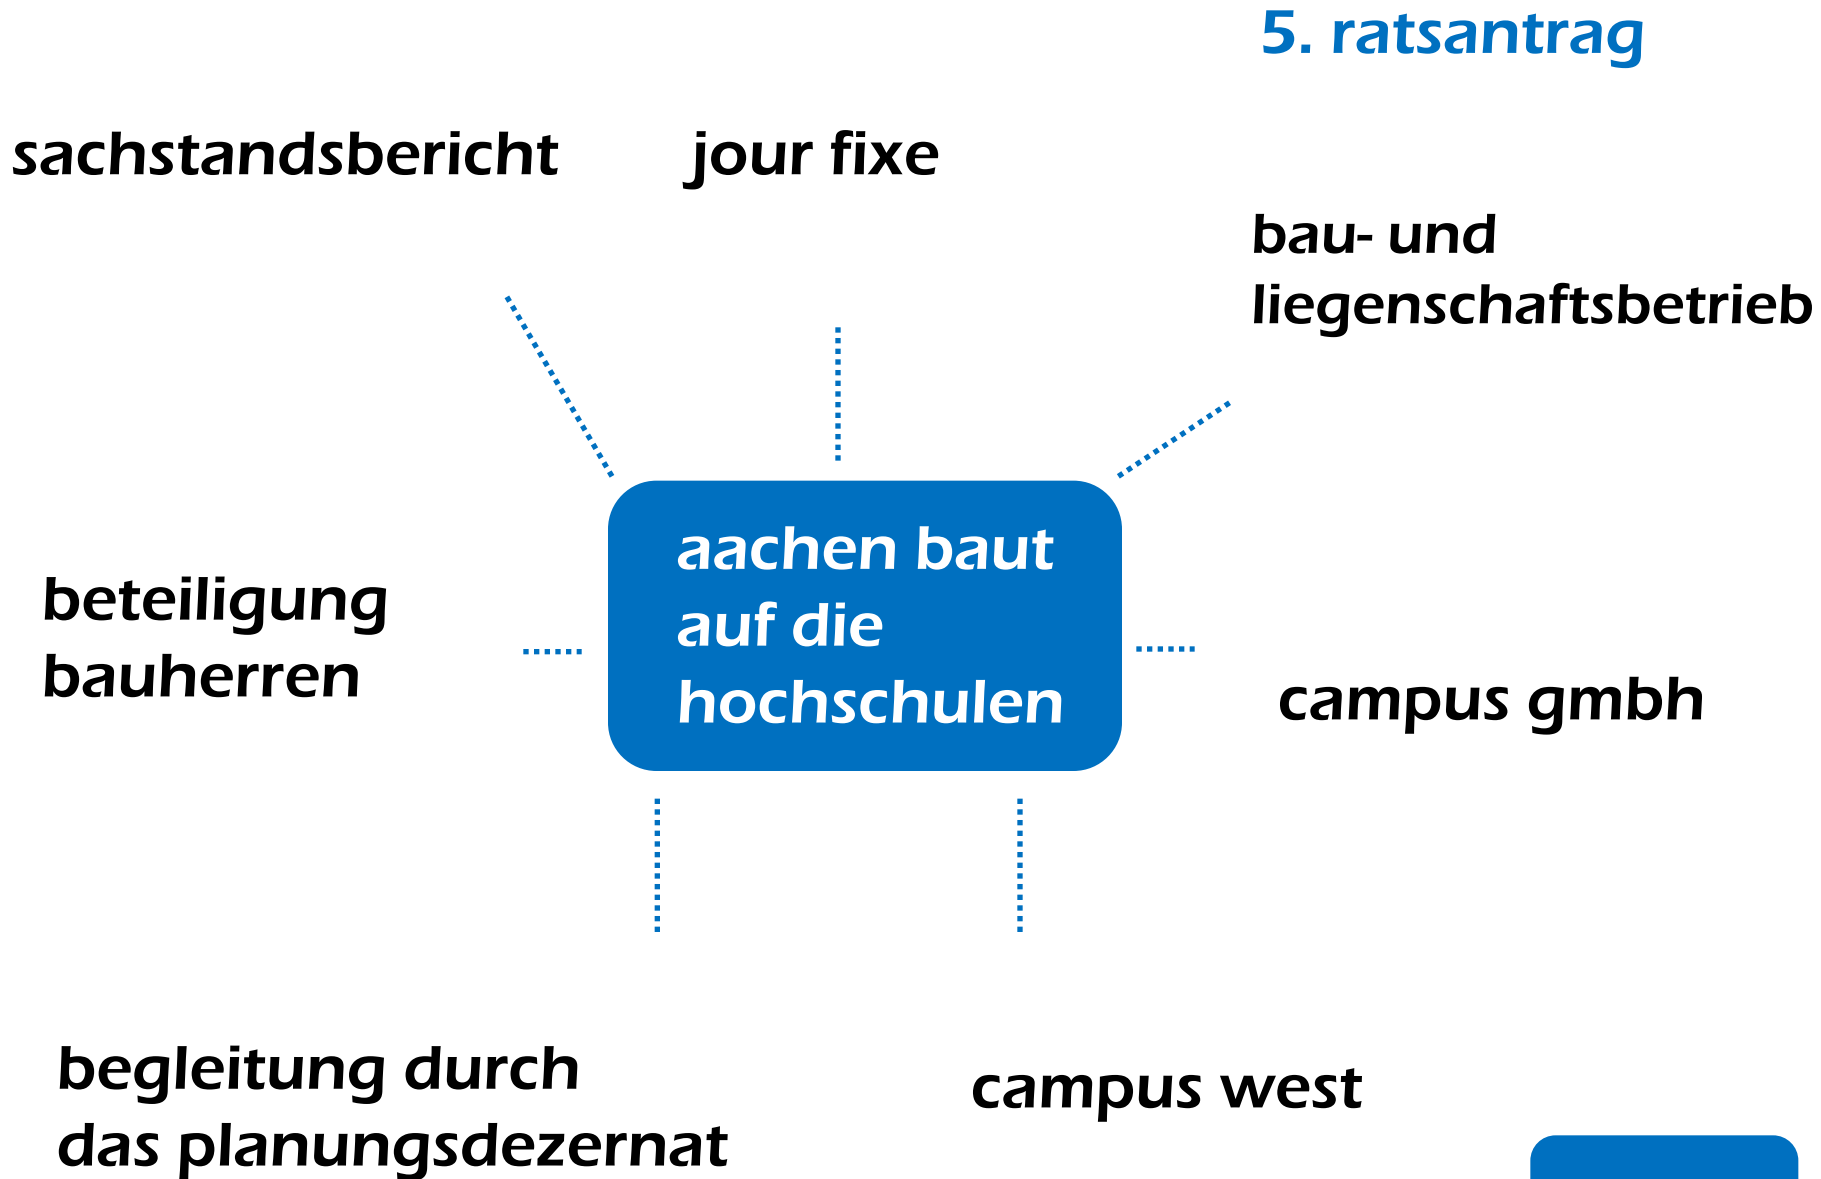 5. ratsantrag
sachstandsbericht
jour fixe
bau- und
liegenschaftsbetrieb
aachen baut
auf die
hochschulen
beteiligung
bauherren
campus gmbh
begleitung durch
das planungsdezernat
campus west